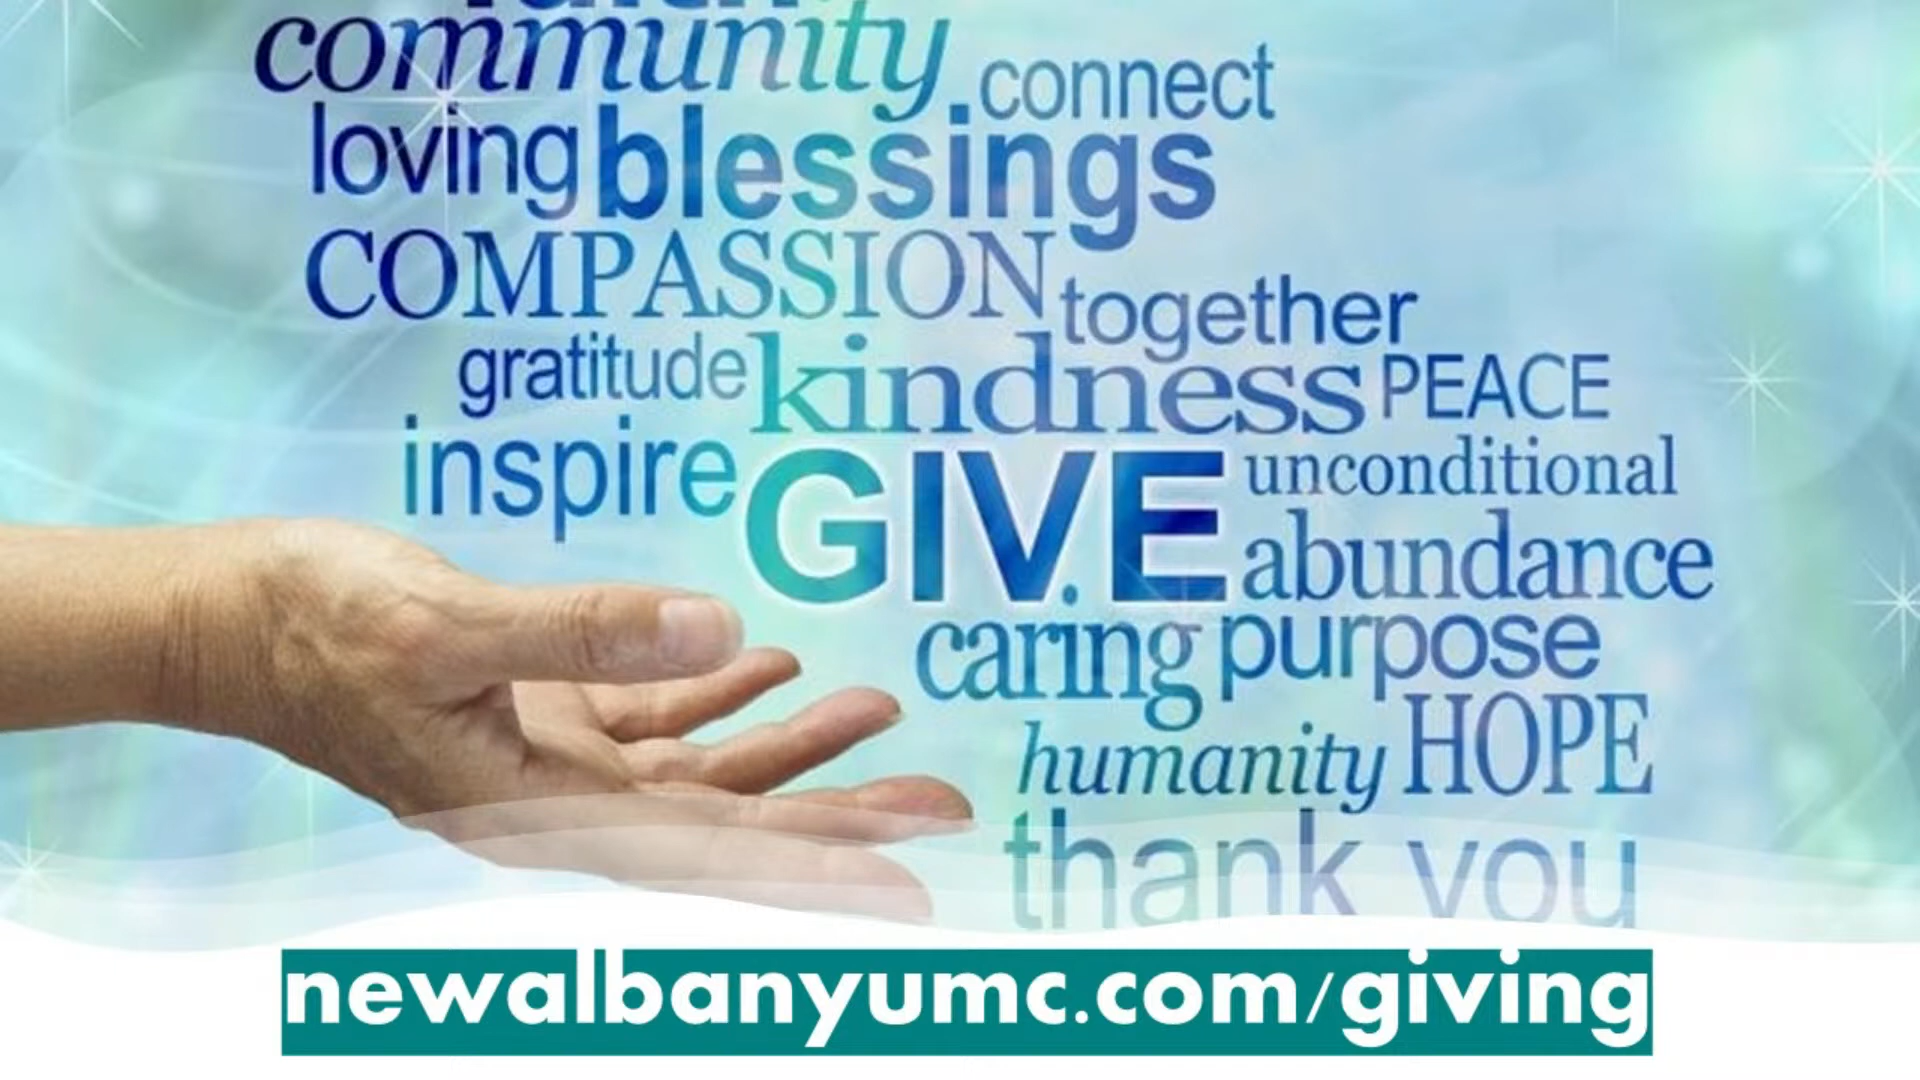 community connect
loving blessings
COMPASSION together
gratitude kindness PEACE
inspire GIVE unconditional
abundance
caring purpose
humanity HOPE
thank you
newalbanyumc.com/giving